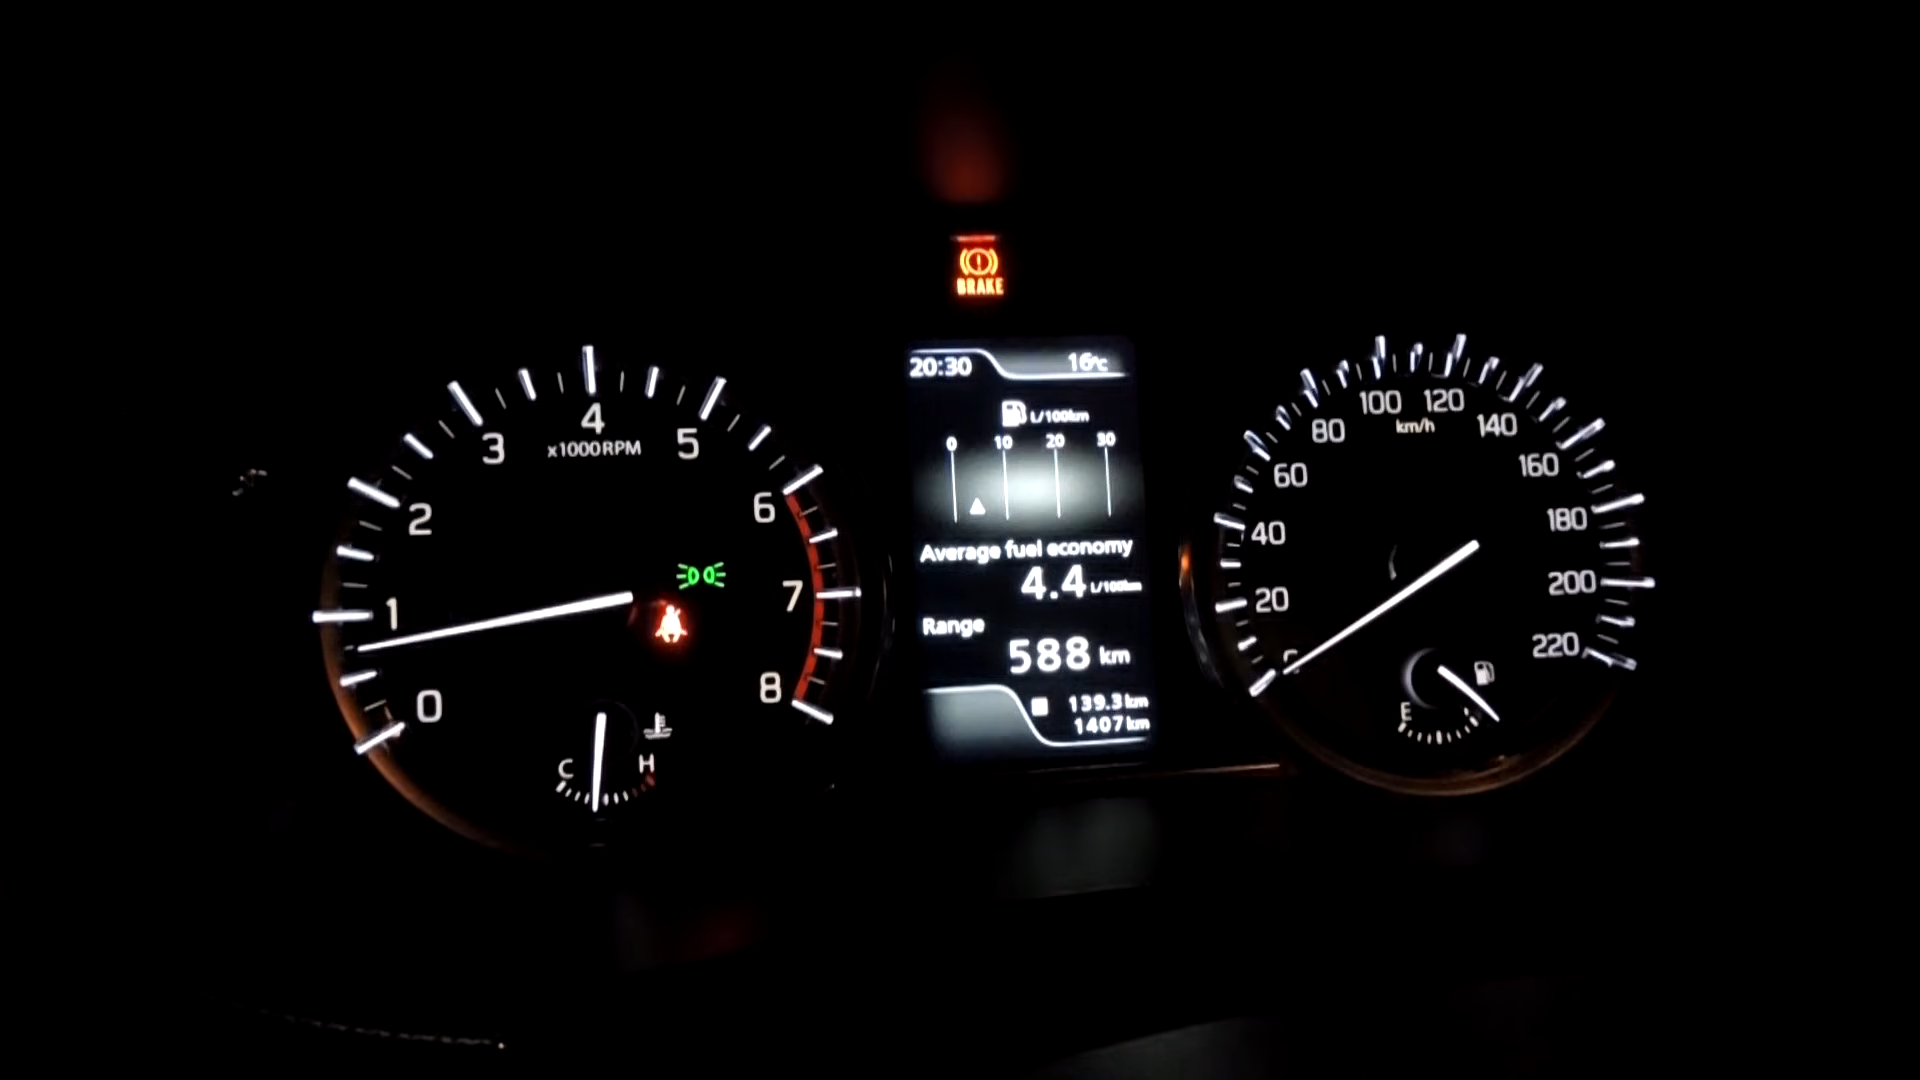 BRAKE
20:30 16°C
L/100km
0 10 20 30
Average fuel economy
4.4 L/100km
Range
588 km
139.3 km
1407 km
0 1 2 3 4 5 6 7 8
x1000RPM
C H
20 40 60 80 100 120 140 160 180 200 220
km/h
E